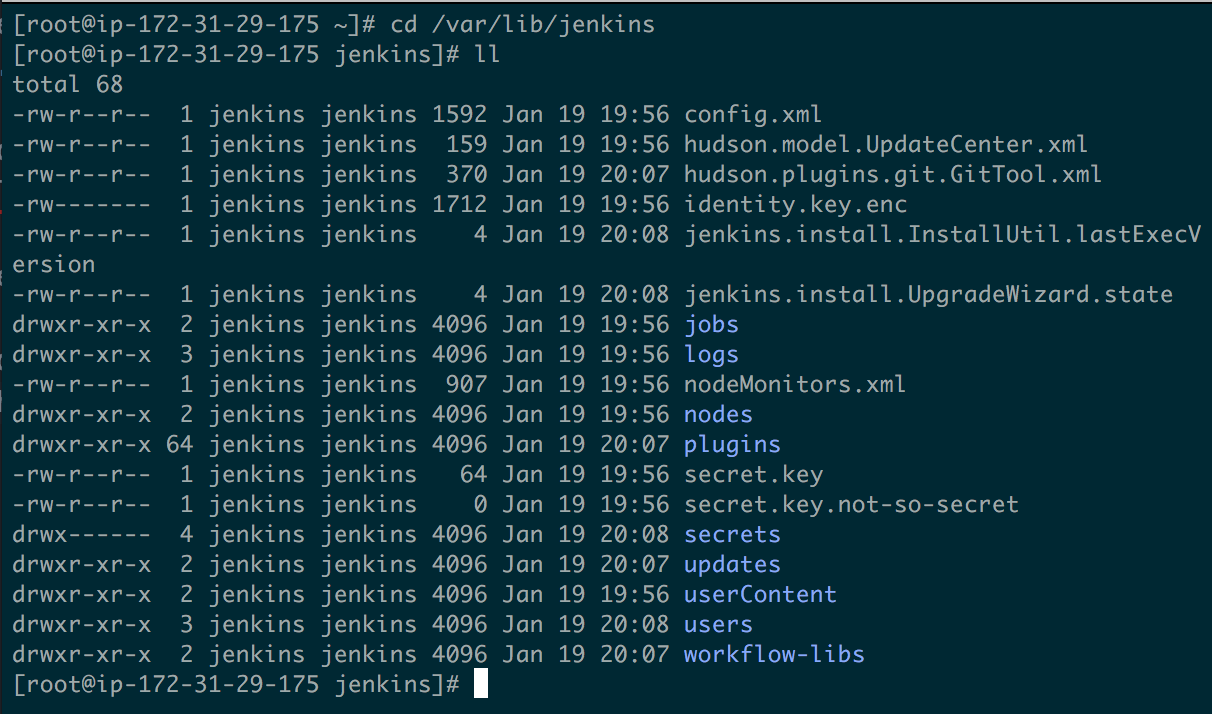 [root@ip-172-31-29-175 ~]# cd /var/lib/jenkins
[root@ip-172-31-29-175 jenkins]# ll
total 68
-rw-r--r--  1 jenkins jenkins 1592 Jan 19 19:56 config.xml
-rw-r--r--  1 jenkins jenkins  159 Jan 19 19:56 hudson.model.UpdateCenter.xml
-rw-r--r--  1 jenkins jenkins  370 Jan 19 20:07 hudson.plugins.git.GitTool.xml
-rw-------  1 jenkins jenkins 1712 Jan 19 19:56 identity.key.enc
-rw-r--r--  1 jenkins jenkins    4 Jan 19 20:08 jenkins.install.InstallUtil.lastExecV
ersion
-rw-r--r--  1 jenkins jenkins    4 Jan 19 20:08 jenkins.install.UpgradeWizard.state
drwxr-xr-x  2 jenkins jenkins 4096 Jan 19 19:56 jobs
drwxr-xr-x  3 jenkins jenkins 4096 Jan 19 19:56 logs
-rw-r--r--  1 jenkins jenkins  907 Jan 19 19:56 nodeMonitors.xml
drwxr-xr-x  2 jenkins jenkins 4096 Jan 19 19:56 nodes
drwxr-xr-x 64 jenkins jenkins 4096 Jan 19 20:07 plugins
-rw-r--r--  1 jenkins jenkins   64 Jan 19 19:56 secret.key
-rw-r--r--  1 jenkins jenkins    0 Jan 19 19:56 secret.key.not-so-secret
drwx------  4 jenkins jenkins 4096 Jan 19 20:08 secrets
drwxr-xr-x  2 jenkins jenkins 4096 Jan 19 20:07 updates
drwxr-xr-x  2 jenkins jenkins 4096 Jan 19 19:56 userContent
drwxr-xr-x  3 jenkins jenkins 4096 Jan 19 20:08 users
drwxr-xr-x  2 jenkins jenkins 4096 Jan 19 20:07 workflow-libs
[root@ip-172-31-29-175 jenkins]#